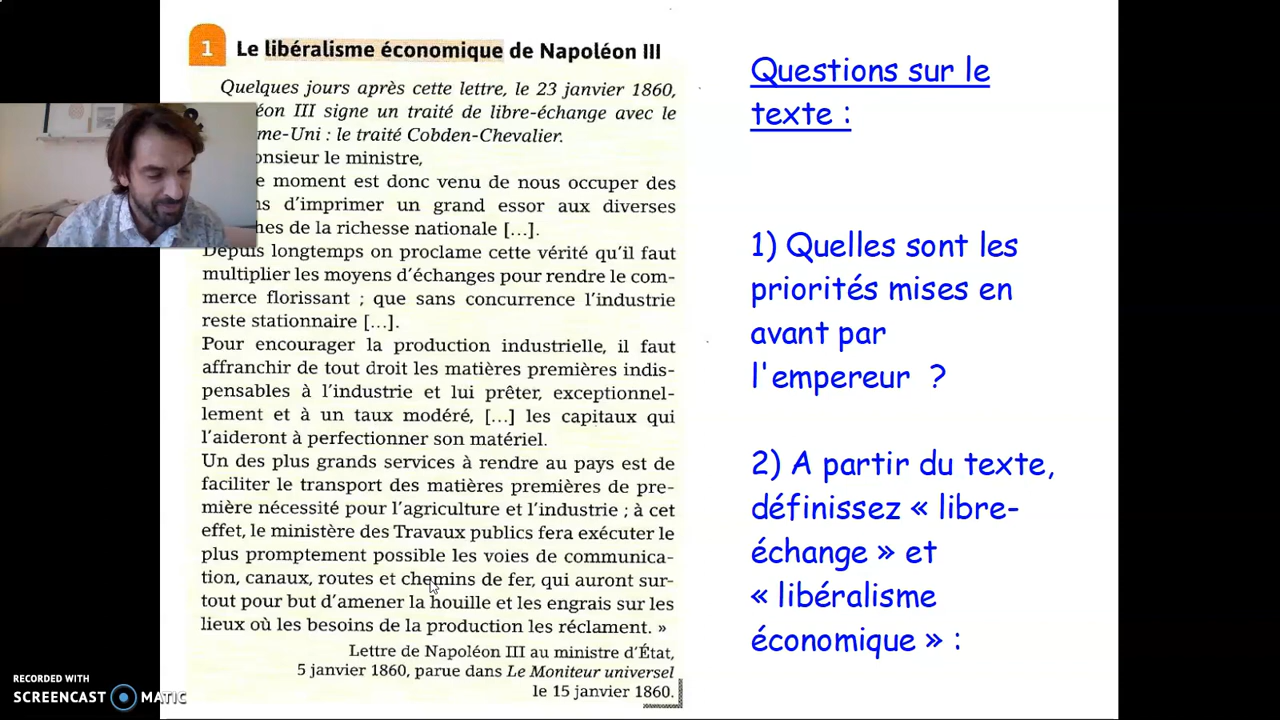 1 Le libéralisme économique de Napoléon III
Quelques jours après cette lettre, le 23 janvier 1860,
éon III signe un traité de libre-échange avec le
me-Uni : le traité Cobden-Chevalier.
onsieur le ministre,
e moment est donc venu de nous occuper des
s d'imprimer un grand essor aux diverses
hes de la richesse nationale [...].
Depuis longtemps on proclame cette vérité qu'il faut
multiplier les moyens d'échanges pour rendre le com-
merce florissant ; que sans concurrence l'industrie
reste stationnaire [...].
Pour encourager la production industrielle, il faut
affranchir de tout droit les matières premières indis-
pensables à l'industrie et lui prêter, exceptionnel-
lement et à un taux modéré, [...] les capitaux qui
l'aideront à perfectionner son matériel.
Un des plus grands services à rendre au pays est de
faciliter le transport des matières premières de pre-
mière nécessité pour l'agriculture et l'industrie ; à cet
effet, le ministère des Travaux publics fera exécuter le
plus promptement possible les voies de communica-
tion, canaux, routes et chemins de fer, qui auront sur-
tout pour but d'amener la houille et les engrais sur les
lieux où les besoins de la production les réclament. »
Lettre de Napoléon III au ministre d'État,
5 janvier 1860, parue dans Le Moniteur universel
le 15 janvier 1860.
Questions sur le
texte :
1) Quelles sont les
priorités mises en
avant par
l'empereur ?
2) A partir du texte,
définissez « libre-
échange » et
« libéralisme
économique » :
RECORDED WITH
SCREENCAST MATIC